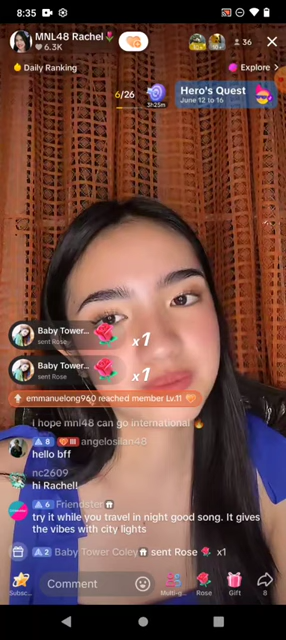 8:35
MNL48 Rachel🌷
6.3K
36
Daily Ranking
Explore >
6/26
3h25m
Hero's Quest
June 12 to 16
Baby Tower...
sent Rose
x1
Baby Tower...
sent Rose
x1
emmanuelong960 reached member Lv.11
I hope mnl48 can go international 🔥
8 III angelosilan48
hello bff
nc2609
hi Rachel!
6 Friendster
try it while you travel in night good song. It gives
the vibes with city lights
2 Baby Tower Coley sent Rose x1
Comment
Subsc...
Multi-g...
Rose
Gift
8